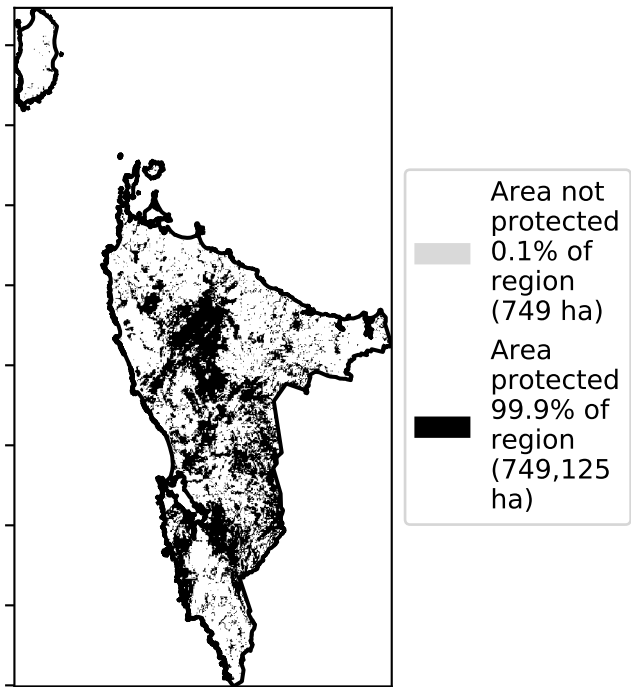 Area not
protected
0.1% of
region
(749 ha)
Area
protected
99.9% of
region
(749,125
ha)